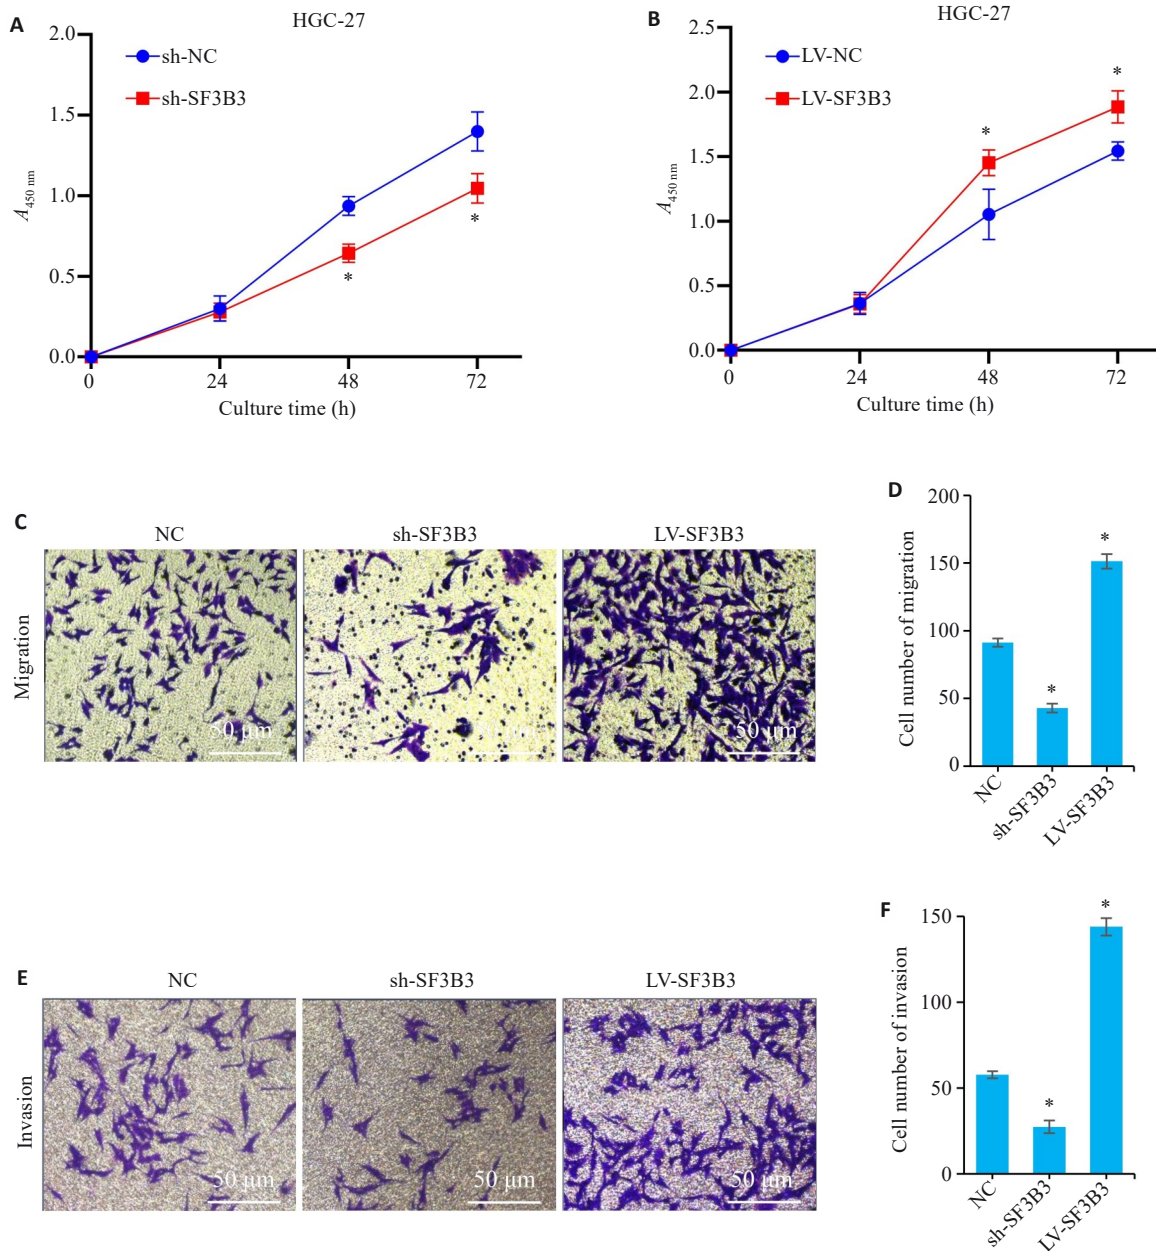 A
HGC-27
2.0
1.5
1.0
0.5
0.0
A450 nm
sh-NC
sh-SF3B3
*
*
0
24
48
72
Culture time (h)
B
HGC-27
2.5
2.0
1.5
1.0
0.5
0.0
A450 nm
LV-NC
LV-SF3B3
*
*
0
24
48
72
Culture time (h)
C
NC
sh-SF3B3
LV-SF3B3
Migration
50 μm
50 μm
50 μm
D
200
150
100
50
0
Cell number of migration
*
*
NC
sh-SF3B3
LV-SF3B3
E
NC
sh-SF3B3
LV-SF3B3
Invasion
50 μm
50 μm
50 μm
F
150
100
50
0
Cell number of invasion
*
*
NC
sh-SF3B3
LV-SF3B3